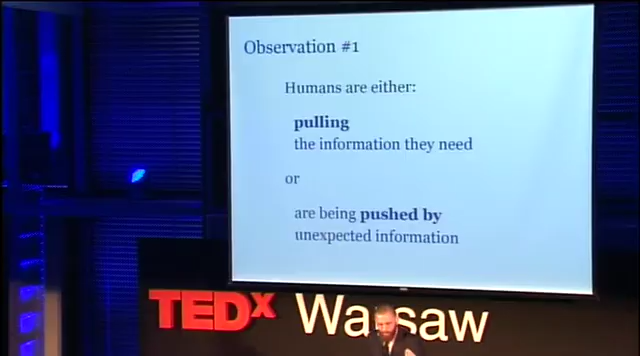 Observation #1
Humans are either:
pulling
the information they need
or
are being pushed by
unexpected information
TEDx Warsaw